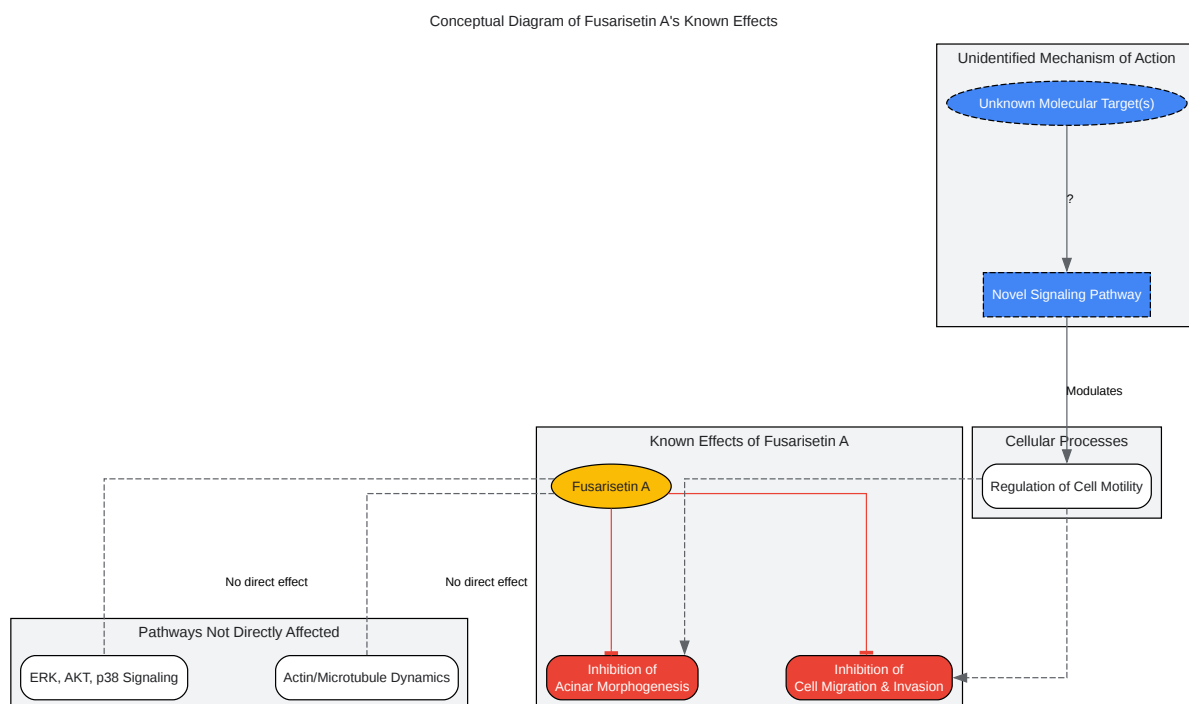 Conceptual Diagram of Fusarisetin A's Known Effects
Unidentified Mechanism of Action
Unknown Molecular Target(s)
?
Novel Signaling Pathway
Modulates
Known Effects of Fusarisetin A
Cellular Processes
Fusarisetin A
Regulation of Cell Motility
No direct effect
No direct effect
Pathways Not Directly Affected
ERK, AKT, p38 Signaling
Actin/Microtubule Dynamics
Inhibition of
Acinar Morphogenesis
Inhibition of
Cell Migration & Invasion